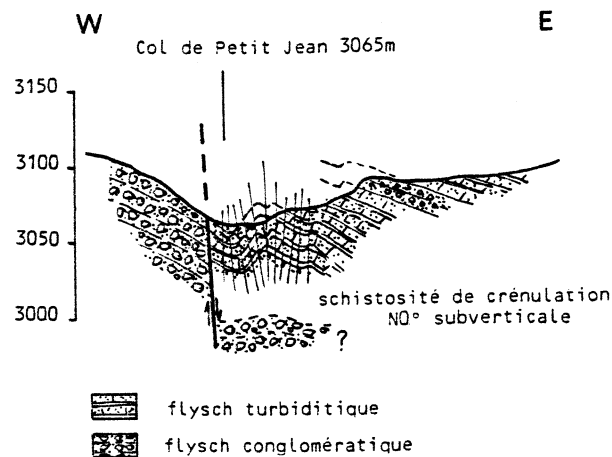 W E
Col de Petit Jean 3065m
3150
3100
3050
3000
schistosité de crénulation
N0° subverticale
?
flysch turbiditique
flysch conglomératique